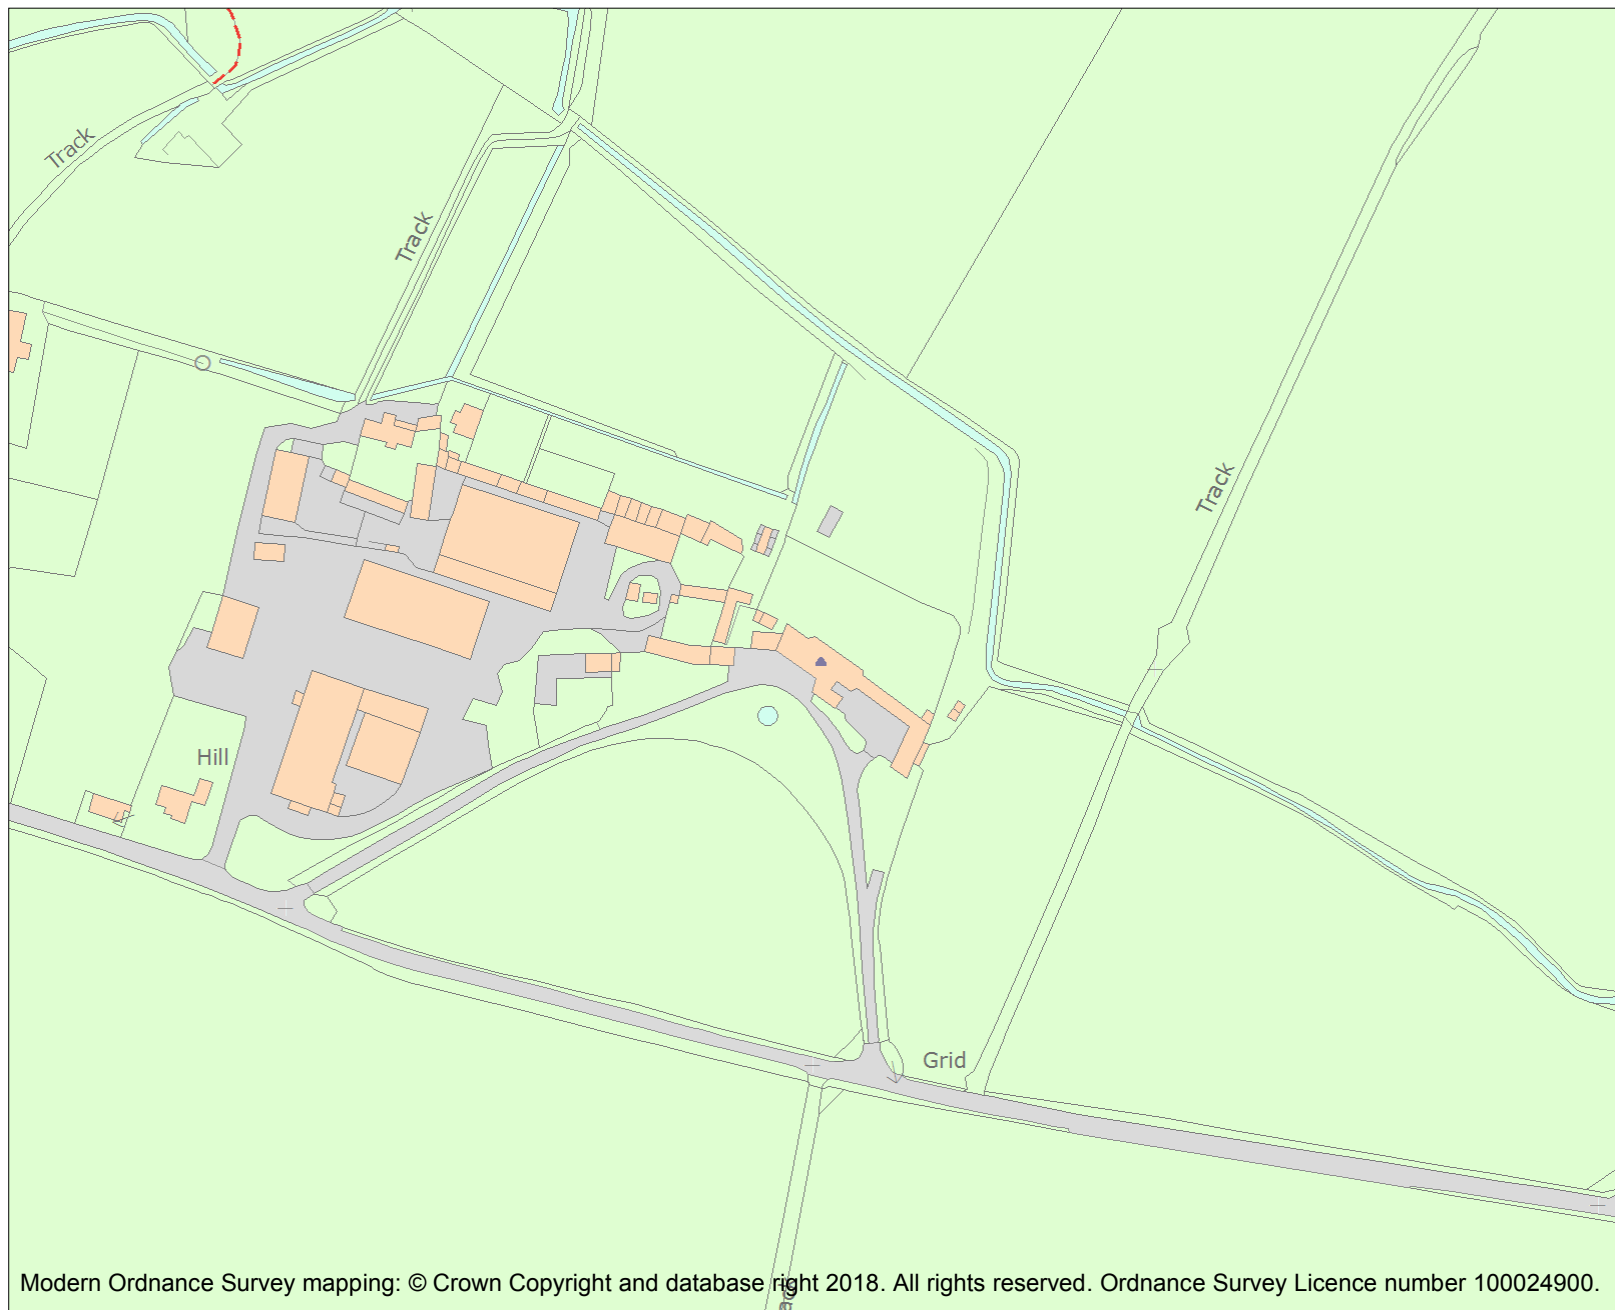 Track
Track
Track
Hill
Grid
Modern Ordnance Survey mapping: © Crown Copyright and database right 2018. All rights reserved. Ordnance Survey Licence number 100024900.